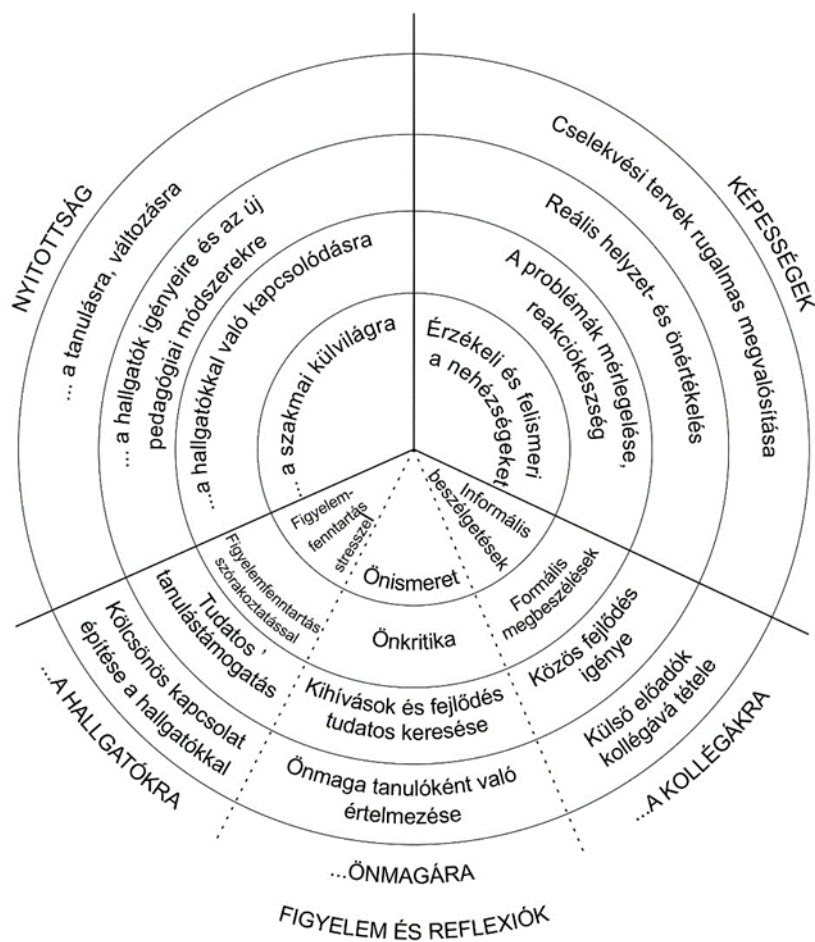 NYITOTTSÁG
... a tanulásra, változásra
... a hallgatók igényeire és az új
pedagógiai módszerekre
...a hallgatókkal való kapcsolódásra
... a szakmai külvilágra
KÉPESSÉGEK
Cselekvési tervek rugalmas megvalósítása
Reális helyzet- és önértékelés
A problémák mérlegelése,
reakciókészség
Érzékeli és felismeri
a nehézségeket
Figyelem-
fenntartás
stresszel
Figyelemfenntartás
szórakoztatással
Tudatos
tanulástámogatás
Kölcsönös kapcsolat
építése a hallgatókkal
...A HALLGATÓKRA
Önismeret
Önkritika
Kihívások és fejlődés
tudatos keresése
Önmaga tanulóként való
értelmezése
...ÖNMAGÁRA
Informális
beszélgetések
Formális
megbeszélések
Közös fejlődés
igénye
Külső előadók
kollégává tétele
...A KOLLÉGÁKRA
FIGYELEM ÉS REFLEXIÓK